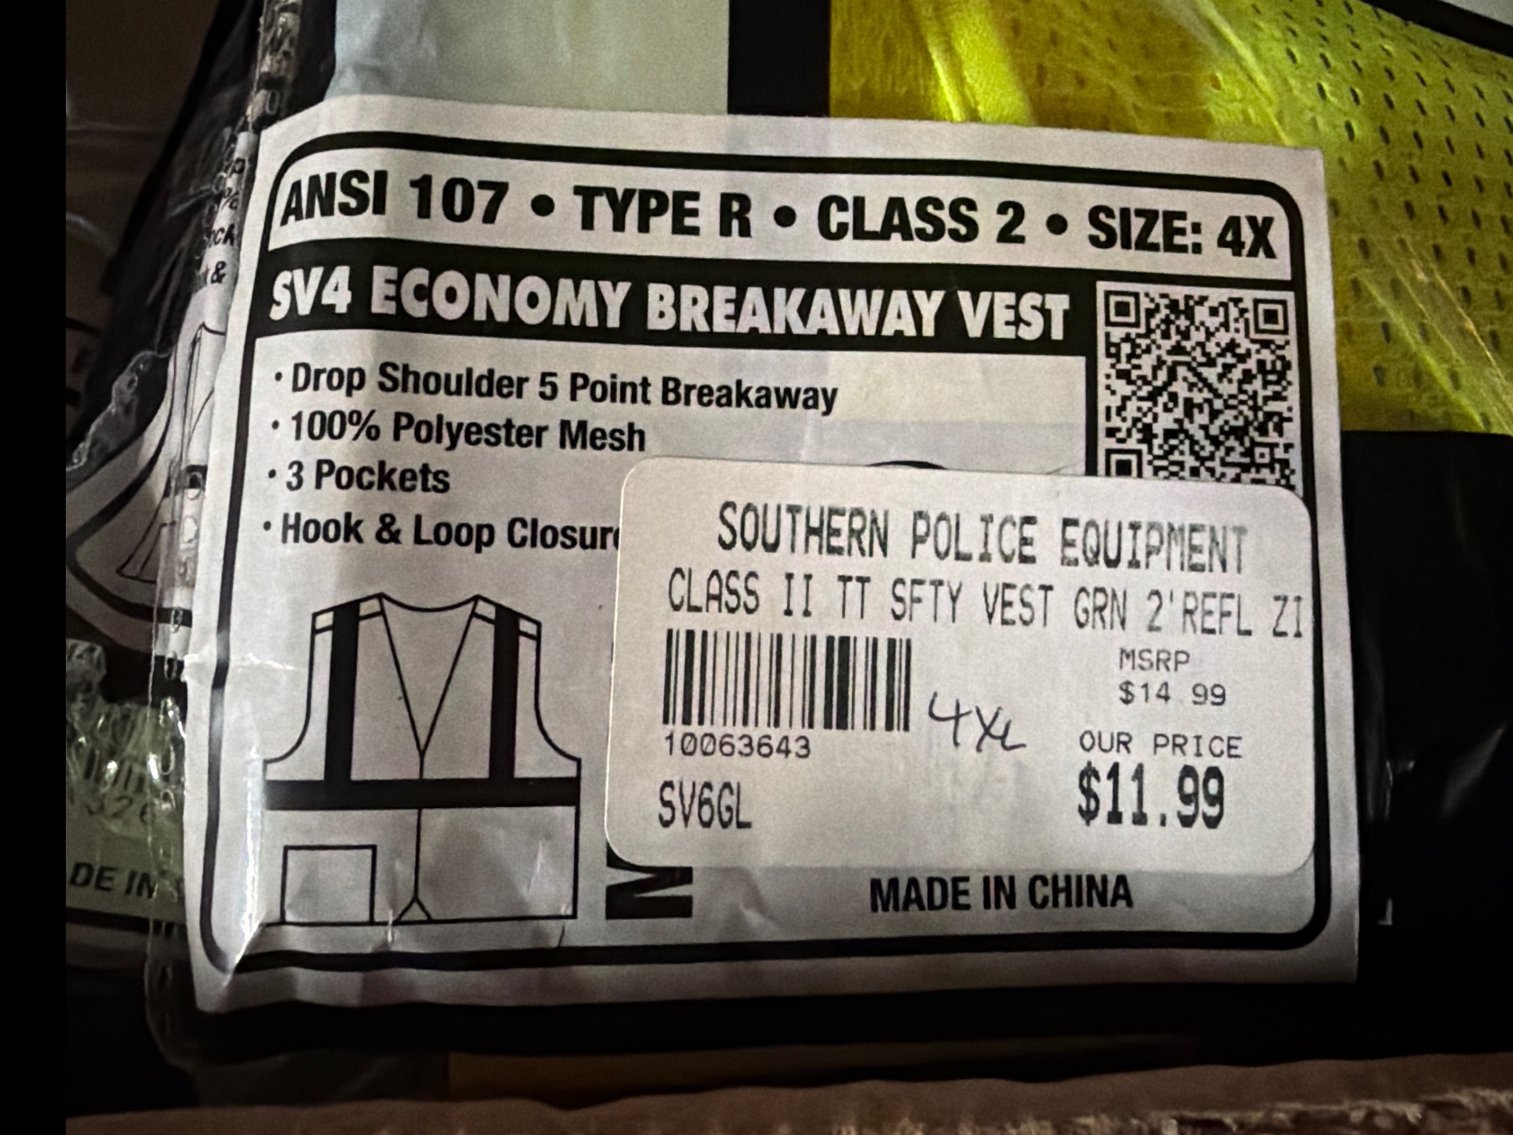 ANSI 107 • TYPE R • CLASS 2 • SIZE: 4X
SV4 ECONOMY BREAKAWAY VEST
· Drop Shoulder 5 Point Breakaway
· 100% Polyester Mesh
· 3 Pockets
· Hook & Loop Closure
SOUTHERN POLICE EQUIPMENT
CLASS II TT SFTY VEST GRN 2'REFL ZI
MSRP
$14.99
10063643
4XL
OUR PRICE
$11.99
SV6GL
M
MADE IN CHINA
DE IN